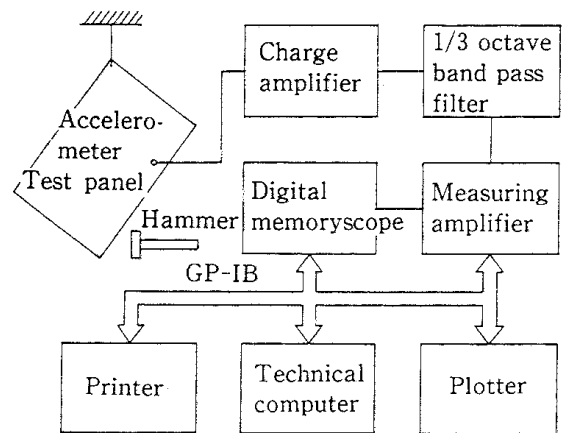 Charge
amplifier
1/3 octave
band pass
filter
Accelero-
meter
Test panel
Hammer
Digital
memoryscope
Measuring
amplifier
GP-IB
Printer
Technical
computer
Plotter